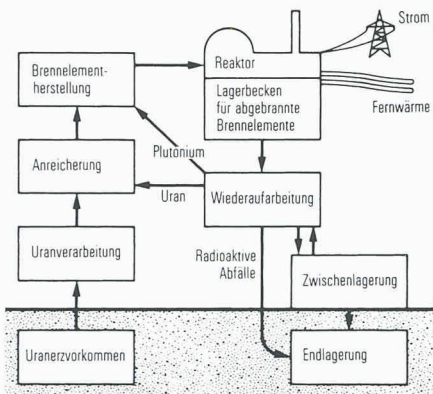 Strom
Brennelement-
herstellung
Reaktor
Lagerbecken
für abgebrannte
Brennelemente
Fernwärme
Plutonium
Anreicherung
Uran
Wiederaufarbeitung
Uranverarbeitung
Radioaktive
Abfälle
Zwischenlagerung
Uranerzvorkommen
Endlagerung